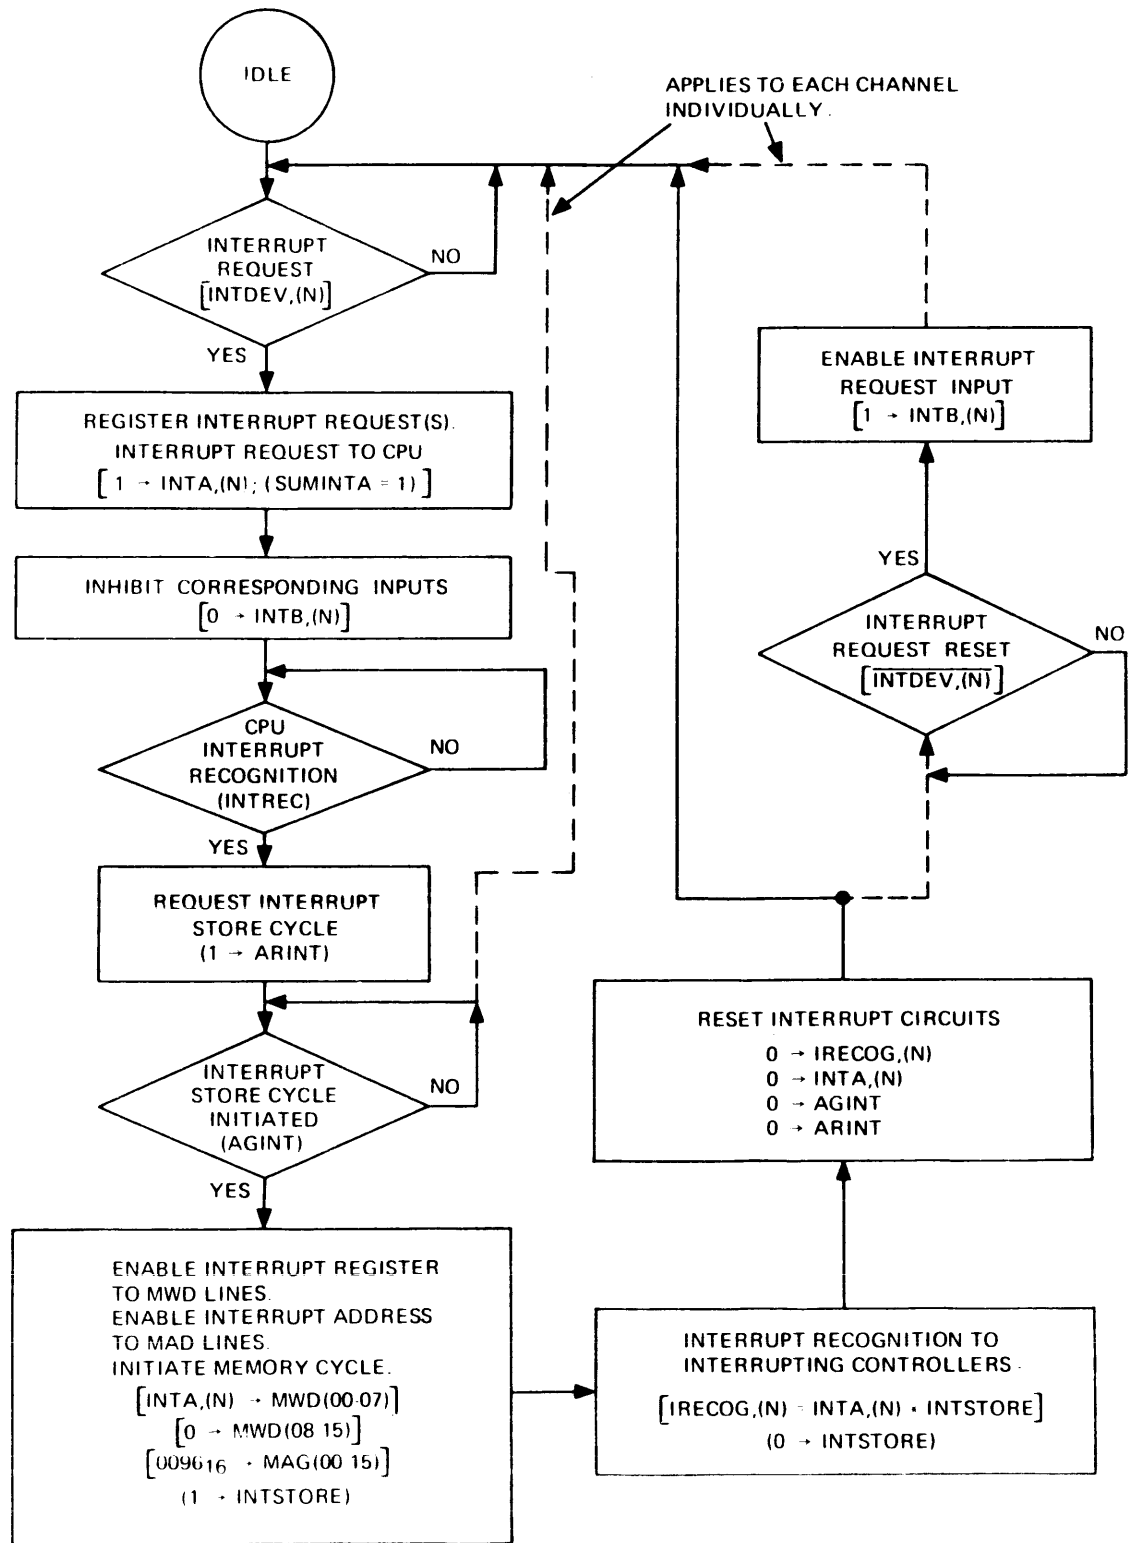 IDLE
APPLIES TO EACH CHANNEL
INDIVIDUALLY.
INTERRUPT
REQUEST
[INTDEV,(N)]
NO
YES
REGISTER INTERRUPT REQUEST(S).
INTERRUPT REQUEST TO CPU
[1 → INTA,(N); (SUMINTA = 1)]
INHIBIT CORRESPONDING INPUTS
[0 → INTB,(N)]
CPU
INTERRUPT
RECOGNITION
(INTREC)
NO
YES
REQUEST INTERRUPT
STORE CYCLE
(1 → ARINT)
INTERRUPT
STORE CYCLE
INITIATED
(AGINT)
NO
YES
ENABLE INTERRUPT REGISTER
TO MWD LINES.
ENABLE INTERRUPT ADDRESS
TO MAD LINES.
INITIATE MEMORY CYCLE.
[INTA,(N) → MWD(00-07)]
[0 → MWD(08-15)]
[0096₁₆ → MAG(00-15)]
(1 → INTSTORE)
INTERRUPT RECOGNITION TO
INTERRUPTING CONTROLLERS.
[IRECOG,(N) = INTA,(N) • INTSTORE]
(0 → INTSTORE)
RESET INTERRUPT CIRCUITS
0 → IRECOG,(N)
0 → INTA,(N)
0 → AGINT
0 → ARINT
INTERRUPT
REQUEST RESET
[INTDEV,(N)]
NO
YES
ENABLE INTERRUPT
REQUEST INPUT
[1 → INTB,(N)]